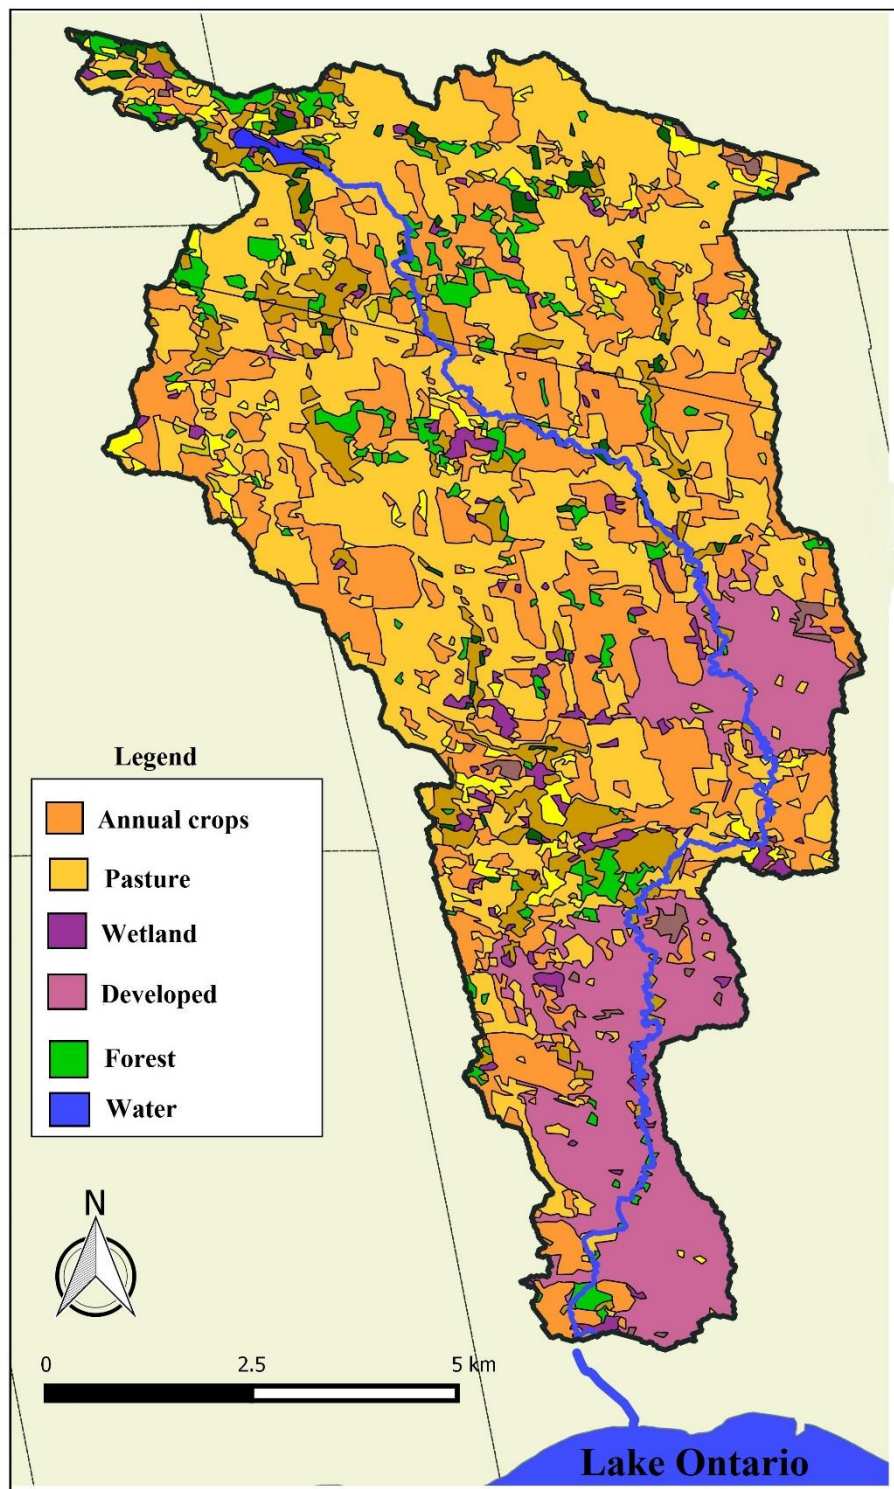 Legend
Annual crops
Pasture
Wetland
Developed
Forest
Water
N
0 2.5 5 km
Lake Ontario